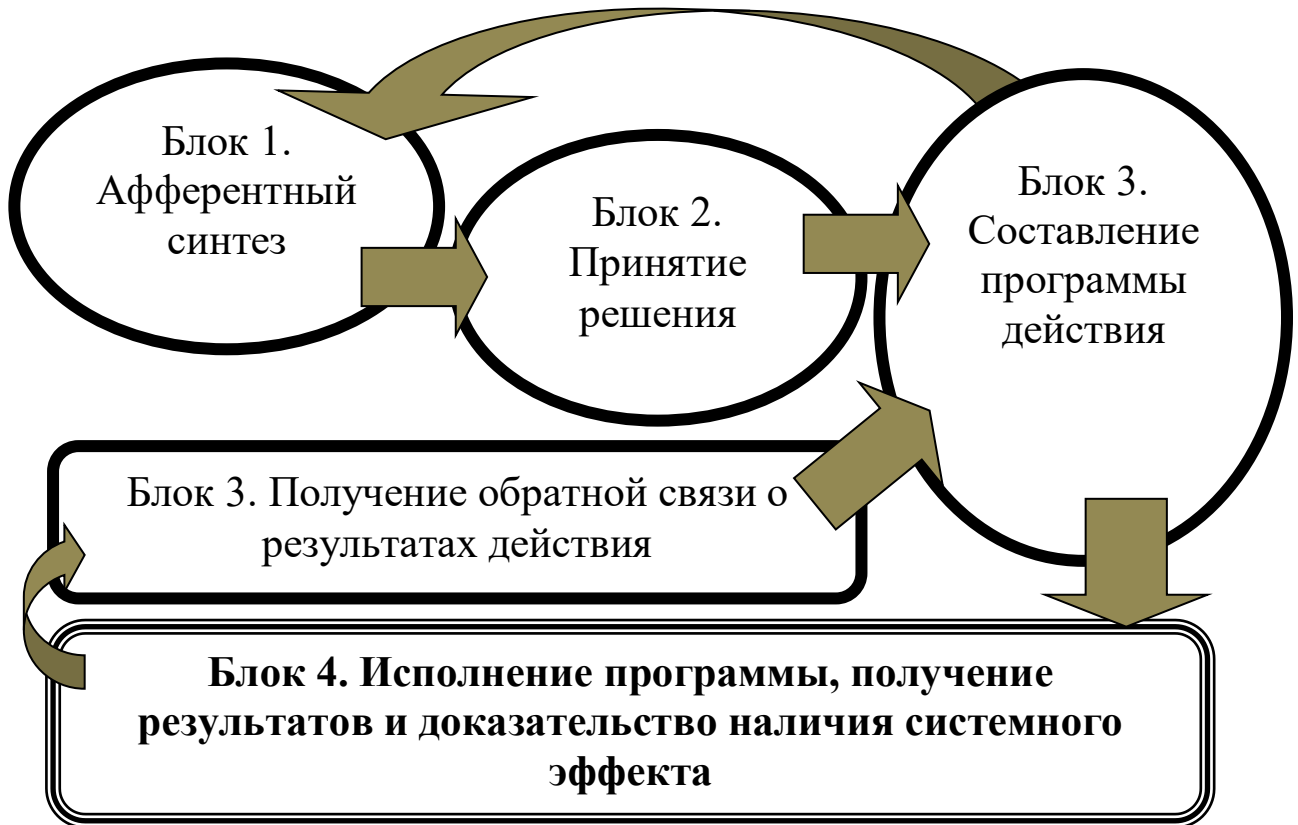 Блок 1.
Афферентный
синтез
Блок 2.
Принятие
решения
Блок 3.
Составление
программы
действия
Блок 3. Получение обратной связи о
результатах действия
Блок 4. Исполнение программы, получение
результатов и доказательство наличия системного
эффекта